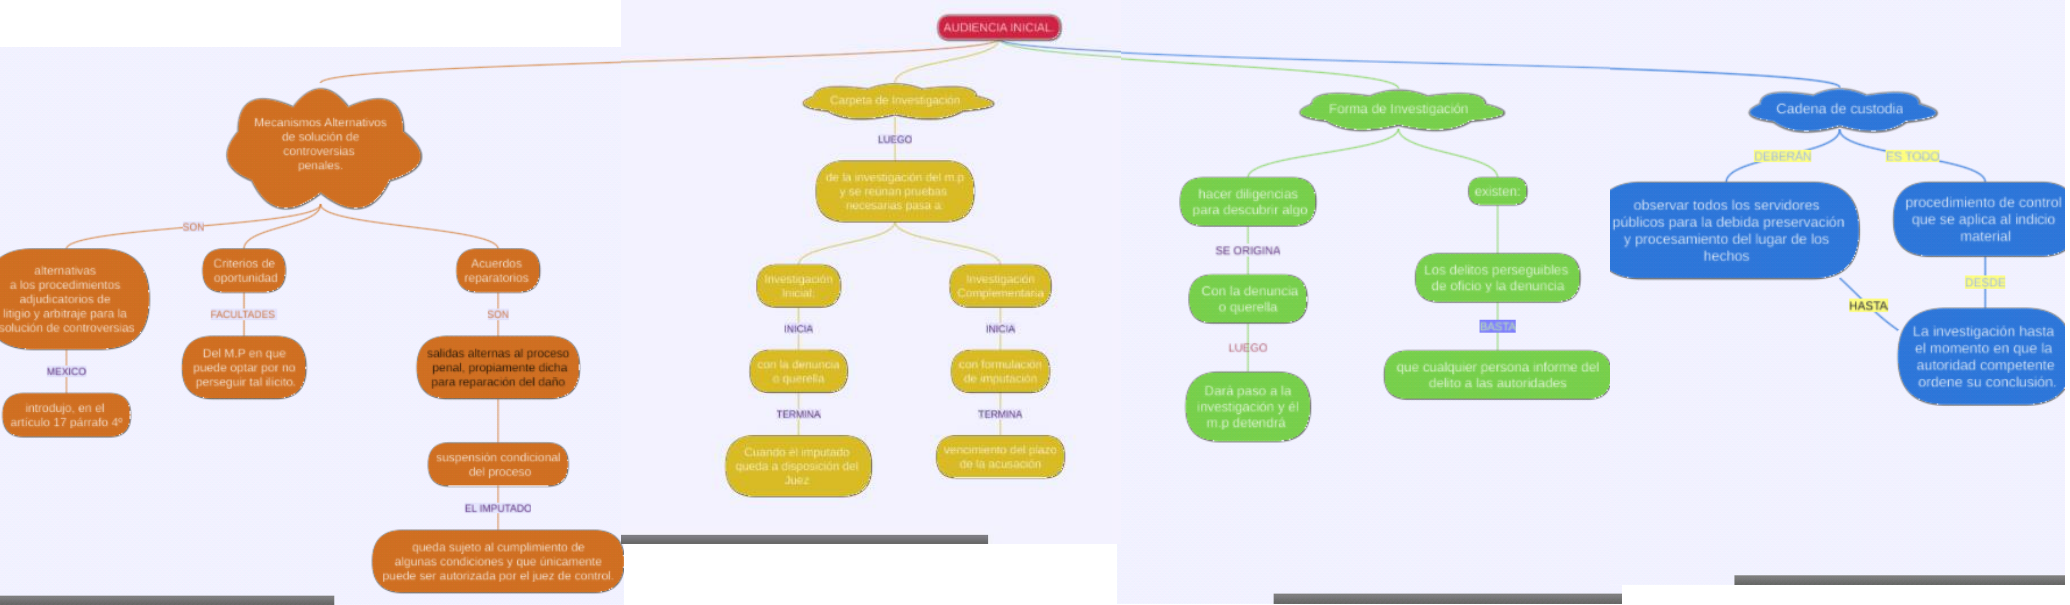 AUDIENCIA INICIAL.
Mecanismos Alternativos
de solución de
controversias
penales.
SON
alternativas
a los procedimientos
adjudicatorios de
litigio y arbitraje para la
solución de controversias
MEXICO
introdujo, en el
artículo 17 párrafo 4º
Criterios de
oportunidad
FACULTADES
Del M.P en que
puede optar por no
perseguir tal ilícito.
Acuerdos
reparatorios
SON
salidas alternas al proceso
penal, propiamente dicha
para reparación del daño
suspensión condicional
del proceso
EL IMPUTADO
queda sujeto al cumplimiento de
algunas condiciones y que únicamente
puede ser autorizada por el juez de control.
Carpeta de Investigación
LUEGO
de la investigación del m.p
y se reúnan pruebas
necesarias pasa a:
Investigación
Inicial:
INICIA
con la denuncia
o querella
TERMINA
Cuando el imputado
queda a disposición del
Juez
Investigación
Complementaria
INICIA
con formulación
de imputación
TERMINA
vencimiento del plazo
de la acusación
Forma de Investigación
hacer diligencias
para descubrir algo
SE ORIGINA
Con la denuncia
o querella
LUEGO
Dará paso a la
investigación y él
m.p detendrá
existen:
Los delitos perseguibles
de oficio y la denuncia
BASTA
que cualquier persona informe del
delito a las autoridades
Cadena de custodia
DEBERÁN
observar todos los servidores
públicos para la debida preservación
y procesamiento del lugar de los
hechos
HASTA
ES TODO
procedimiento de control
que se aplica al indicio
material
DESDE
La investigación hasta
el momento en que la
autoridad competente
ordene su conclusión.